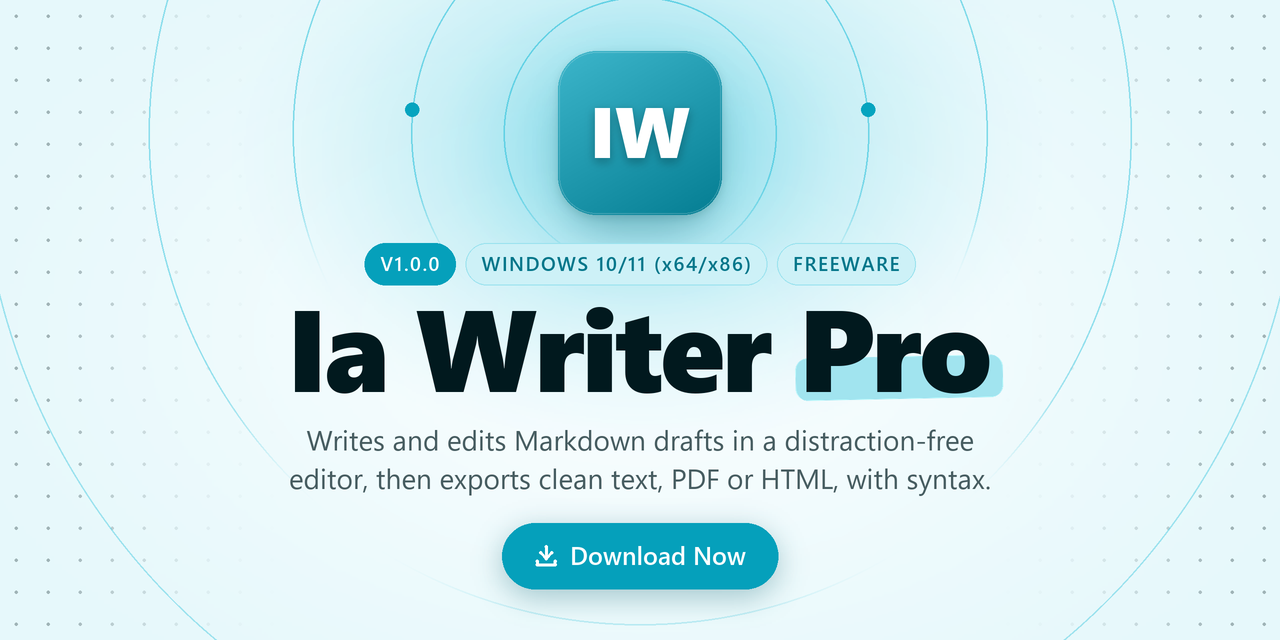 IW
V1.0.0
WINDOWS 10/11 (x64/x86)
FREEWARE
Ia Writer Pro
Writes and edits Markdown drafts in a distraction-free
editor, then exports clean text, PDF or HTML, with syntax.
Download Now